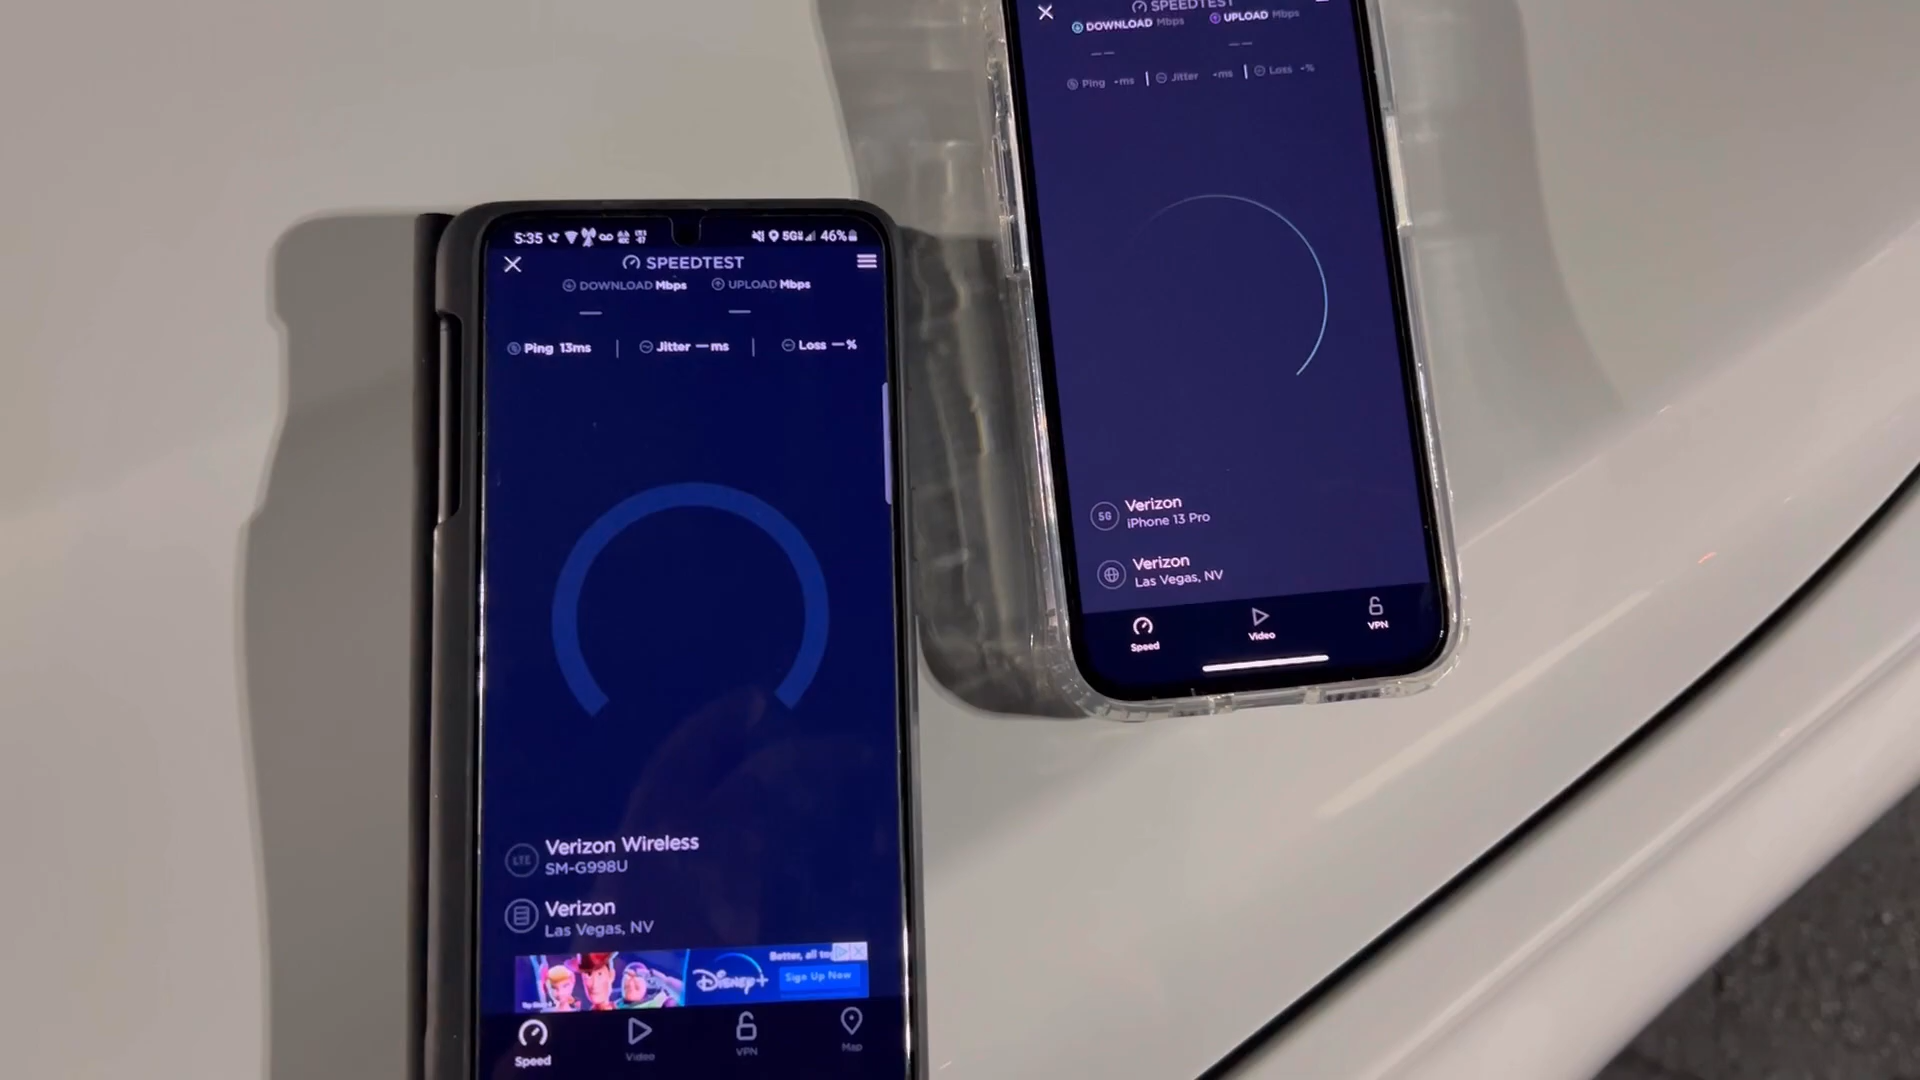 5:35 5G 46%
SPEEDTEST
DOWNLOAD Mbps UPLOAD Mbps
— —
Ping 13ms | Jitter — ms | Loss — %
LTE Verizon Wireless
SM-G998U
Verizon
Las Vegas, NV
Better, all
Disney+
Sign Up Now
Speed Video VPN Map
SPEEDTEST
DOWNLOAD Mbps UPLOAD Mbps
-- --
Ping -ms | Jitter -ms | Loss -%
5G Verizon
iPhone 13 Pro
Verizon
Las Vegas, NV
Speed Video VPN